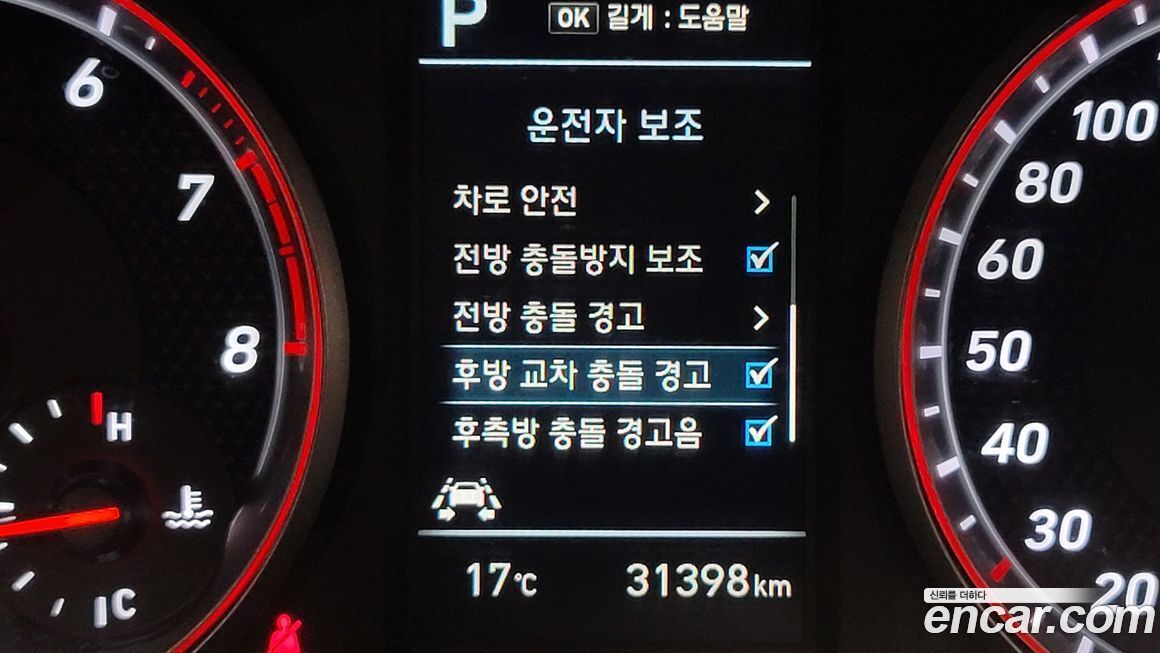 P
OK 길게 : 도움말
운전자 보조
차로 안전
전방 충돌방지 보조
전방 충돌 경고
후방 교차 충돌 경고
후측방 충돌 경고음
17℃ 31398km
6
7
8
H
C
100
80
60
50
40
30
20
신뢰를 더하다
encar.com